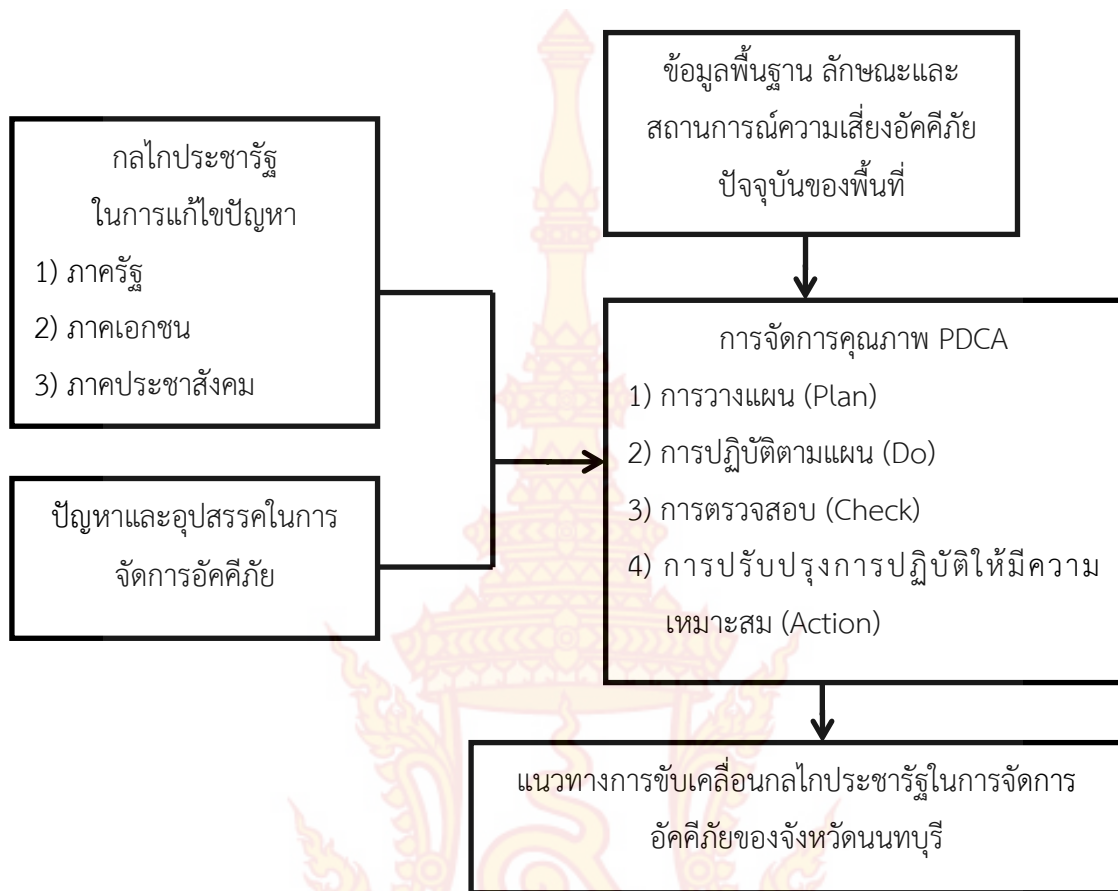 ข้อมูลพื้นฐาน ลักษณะและ
สถานการณ์ความเสี่ยงอัคคีภัย
ปัจจุบันของพื้นที่
กลไกประชารัฐ
ในการแก้ไขปัญหา
1) ภาครัฐ
2) ภาคเอกชน
3) ภาคประชาสังคม
ปัญหาและอุปสรรคในการ
จัดการอัคคีภัย
การจัดการคุณภาพ PDCA
1) การวางแผน (Plan)
2) การปฏิบัติตามแผน (Do)
3) การตรวจสอบ (Check)
4) การปรับปรุงการปฏิบัติให้มีความ
เหมาะสม (Action)
แนวทางการขับเคลื่อนกลไกประชารัฐในการจัดการ
อัคคีภัยของจังหวัดนนทบุรี